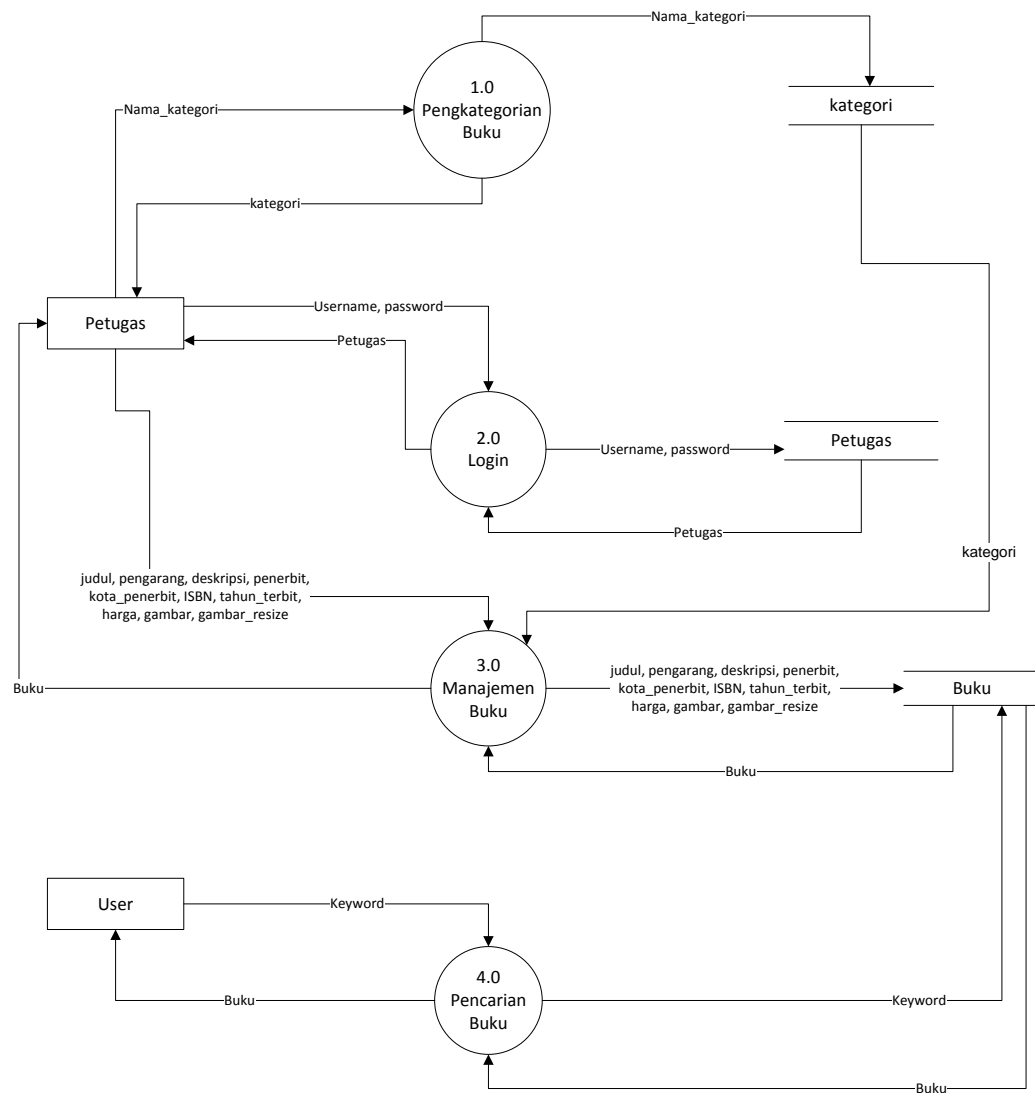 Nama_kategori
1.0
Pengkategorian
Buku
kategori
Nama_kategori
kategori
Petugas
Username, password
Petugas
2.0
Login
Username, password
Petugas
Petugas
kategori
judul, pengarang, deskripsi, penerbit,
kota_penerbit, ISBN, tahun_terbit,
harga, gambar, gambar_resize
3.0
Manajemen
Buku
judul, pengarang, deskripsi, penerbit,
kota_penerbit, ISBN, tahun_terbit,
harga, gambar, gambar_resize
Buku
Buku
Buku
User
Keyword
4.0
Pencarian
Buku
Buku
Keyword
Buku